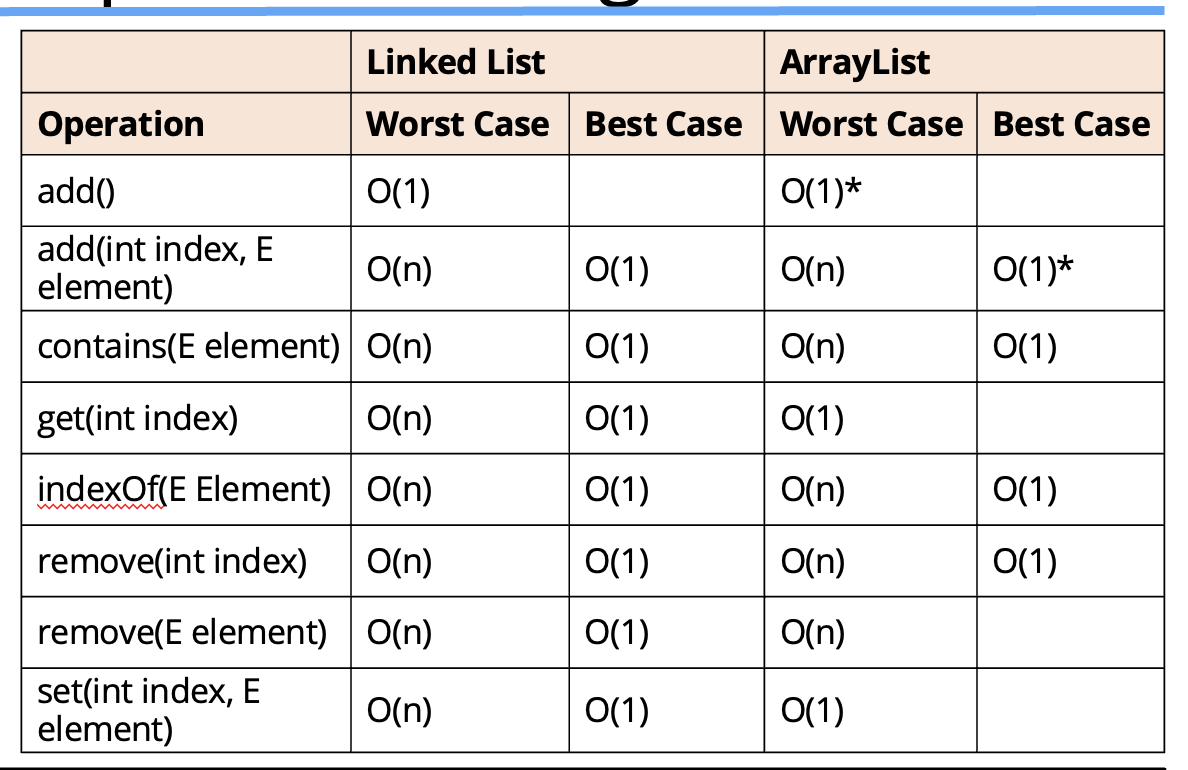 Linked List ArrayList
Operation Worst Case Best Case Worst Case Best Case
add() O(1) O(1)*
add(int index, E
element) O(n) O(1) O(n) O(1)*
contains(E element) O(n) O(1) O(n) O(1)
get(int index) O(n) O(1) O(1)
indexOf(E Element) O(n) O(1) O(n) O(1)
remove(int index) O(n) O(1) O(n) O(1)
remove(E element) O(n) O(1) O(n)
set(int index, E
element) O(n) O(1) O(1)